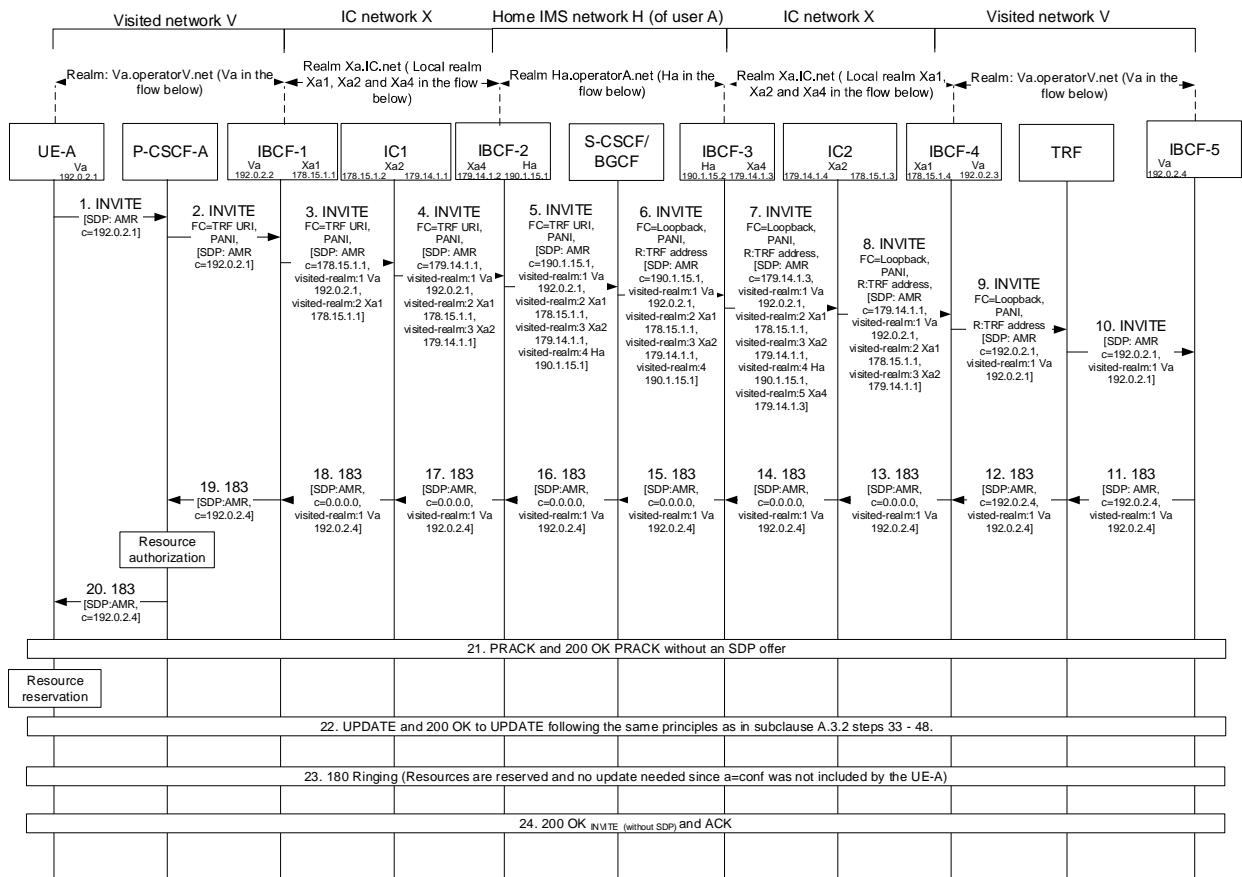 Visited network V
IC network X
Home IMS network H (of user A)
IC network X
Visited network V
Realm: Va.operatorV.net (Va in the
flow below)
Realm Xa.IC.net ( Local realm
Xa1, Xa2 and Xa4 in the flow
below)
Realm Ha.operatorA.net (Ha in the
flow below)
Realm Xa.IC.net ( Local realm Xa1,
Xa2 and Xa4 in the flow below)
Realm: Va.operatorV.net (Va in the
flow below)
UE-A
Va
192.0.2.1
P-CSCF-A
IBCF-1
Va
192.0.2.2
Xa1
178.15.1.1
IC1
Xa2
178.15.1.2
179.14.1.1
IBCF-2
Xa4
179.14.1.2
Ha
190.1.15.1
S-CSCF/
BGCF
IBCF-3
Ha
190.1.15.2
Xa4
179.14.1.3
IC2
Xa2
179.14.1.4
178.15.1.3
IBCF-4
Xa1
178.15.1.4
Va
192.0.2.3
TRF
IBCF-5
Va
192.0.2.4
1. INVITE
[SDP: AMR
c=192.0.2.1]
2. INVITE
FC=TRF URI,
PANI,
[SDP: AMR
c=192.0.2.1]
3. INVITE
FC=TRF URI,
PANI,
[SDP: AMR
c=178.15.1.1,
visited-realm:1 Va
192.0.2.1,
visited-realm:2 Xa1
178.15.1.1]
4. INVITE
FC=TRF URI,
PANI,
[SDP: AMR
c=179.14.1.1,
visited-realm:1 Va
192.0.2.1,
visited-realm:2 Xa1
178.15.1.1,
visited-realm:3 Xa2
179.14.1.1]
5. INVITE
FC=TRF URI,
PANI,
[SDP: AMR
c=190.1.15.1,
visited-realm:1 Va
192.0.2.1,
visited-realm:2 Xa1
178.15.1.1,
visited-realm:3 Xa2
179.14.1.1,
visited-realm:4 Ha
190.1.15.1]
6. INVITE
FC=Loopback,
PANI,
R:TRF address
[SDP: AMR
c=190.1.15.1,
visited-realm:1 Va
192.0.2.1,
visited-realm:2 Xa1
178.15.1.1,
visited-realm:3 Xa2
179.14.1.1,
visited-realm:4
190.1.15.1]
7. INVITE
FC=Loopback,
PANI,
R:TRF address,
[SDP: AMR
c=179.14.1.3,
visited-realm:1 Va
192.0.2.1,
visited-realm:2 Xa1
178.15.1.1,
visited-realm:3 Xa2
179.14.1.1,
visited-realm:4 Ha
190.1.15.1,
visited-realm:5 Xa4
179.14.1.3]
8. INVITE
FC=Loopback,
PANI,
R:TRF address,
[SDP: AMR
c=179.14.1.1,
visited-realm:1 Va
192.0.2.1,
visited-realm:2 Xa1
178.15.1.1,
visited-realm:3 Xa2
179.14.1.1]
9. INVITE
FC=Loopback,
PANI,
R:TRF address
[SDP: AMR
c=192.0.2.1,
visited-realm:1 Va
192.0.2.1]
10. INVITE
[SDP: AMR
c=192.0.2.1,
visited-realm:1 Va
192.0.2.1]
19. 183
[SDP:AMR,
c=192.0.2.4]
18. 183
[SDP:AMR,
c=0.0.0.0,
visited-realm:1 Va
192.0.2.4]
17. 183
[SDP:AMR,
c=0.0.0.0,
visited-realm:1 Va
192.0.2.4]
16. 183
[SDP:AMR,
c=0.0.0.0,
visited-realm:1 Va
192.0.2.4]
15. 183
[SDP:AMR,
c=0.0.0.0,
visited-realm:1 Va
192.0.2.4]
14. 183
[SDP:AMR,
c=0.0.0.0,
visited-realm:1 Va
192.0.2.4]
13. 183
[SDP:AMR,
c=0.0.0.0,
visited-realm:1 Va
192.0.2.4]
12. 183
[SDP:AMR,
c=192.0.2.4,
visted-realm:1 Va
192.0.2.4]
11. 183
[SDP:AMR,
c=192.0.2.4,
visted-realm:1 Va
192.0.2.4]
Resource
authorization
20. 183
[SDP:AMR,
c=192.0.2.4]
21. PRACK and 200 OK PRACK without an SDP offer
Resource
reservation
22. UPDATE and 200 OK to UPDATE following the same principles as in subclause A.3.2 steps 33 - 48.
23. 180 Ringing (Resources are reserved and no update needed since a=conf was not included by the UE-A)
24. 200 OK INVITE (without SDP) and ACK